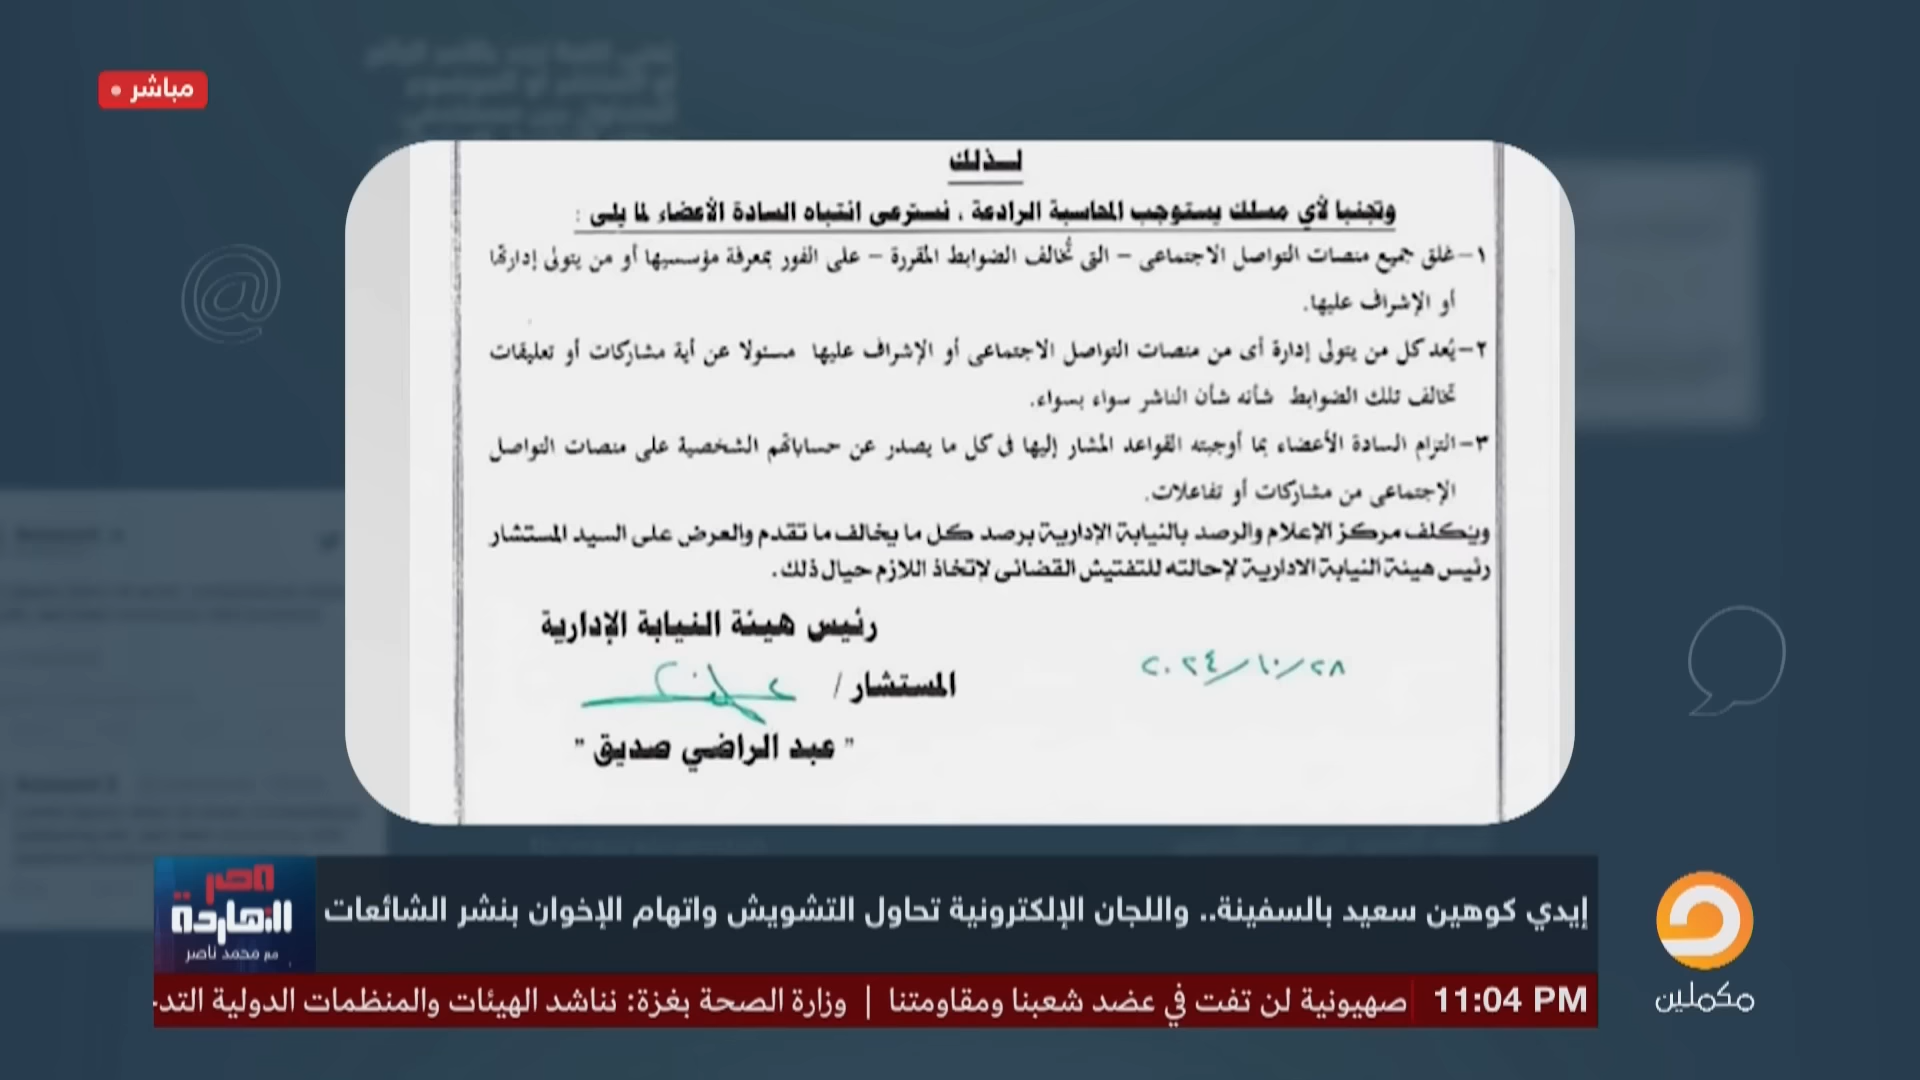 مباشر
لـذلك
وتجنبا لأي مسلك يستوجب المحاسبة الرادعة ، نسترعى انتباه السادة الأعضاء لما يلى :
١- غلق جميع منصات التواصل الاجتماعى – التى تُخالف الضوابط المقررة – على الفور بمعرفة مؤسسيها أو من يتولى إدارتها
أو الإشراف عليها.
٢- يُعد كل من يتولى إدارة أى من منصات التواصل الاجتماعى أو الإشراف عليها مسئولا عن أية مشاركات أو تعليقات
تخالف تلك الضوابط شأنه شأن الناشر سواء بسواء.
٣- التزام السادة الأعضاء بما أوجبته القواعد المشار إليها فى كل ما يصدر عن حساباتهم الشخصية على منصات التواصل
الإجتماعى من مشاركات أو تفاعلات.
ويتكلف مركز الإعلام والرصد بالنيابة الإدارية برصد كل ما يخالف ما تقدم والعرض على السيد المستشار
رئيس هيئة النيابة الادارية لإحالته للتفتيش القضائى لإتخاذ اللازم حيال ذلك.
رئيس هيئة النيابة الإدارية
المستشار /
٢٠٢٤/١٠/٢٨
" عبد الراضي صديق "
إيدي كوهين سعيد بالسفينة.. واللجان الإلكترونية تحاول التشويش واتهام الإخوان بنشر الشائعات
مصر
النهاردة
مع محمد ناصر
11:04 PM
صهيونية لن تفت في عضد شعبنا ومقاومتنا | وزارة الصحة بغزة: نناشد الهيئات والمنظمات الدولية التد
مكملين